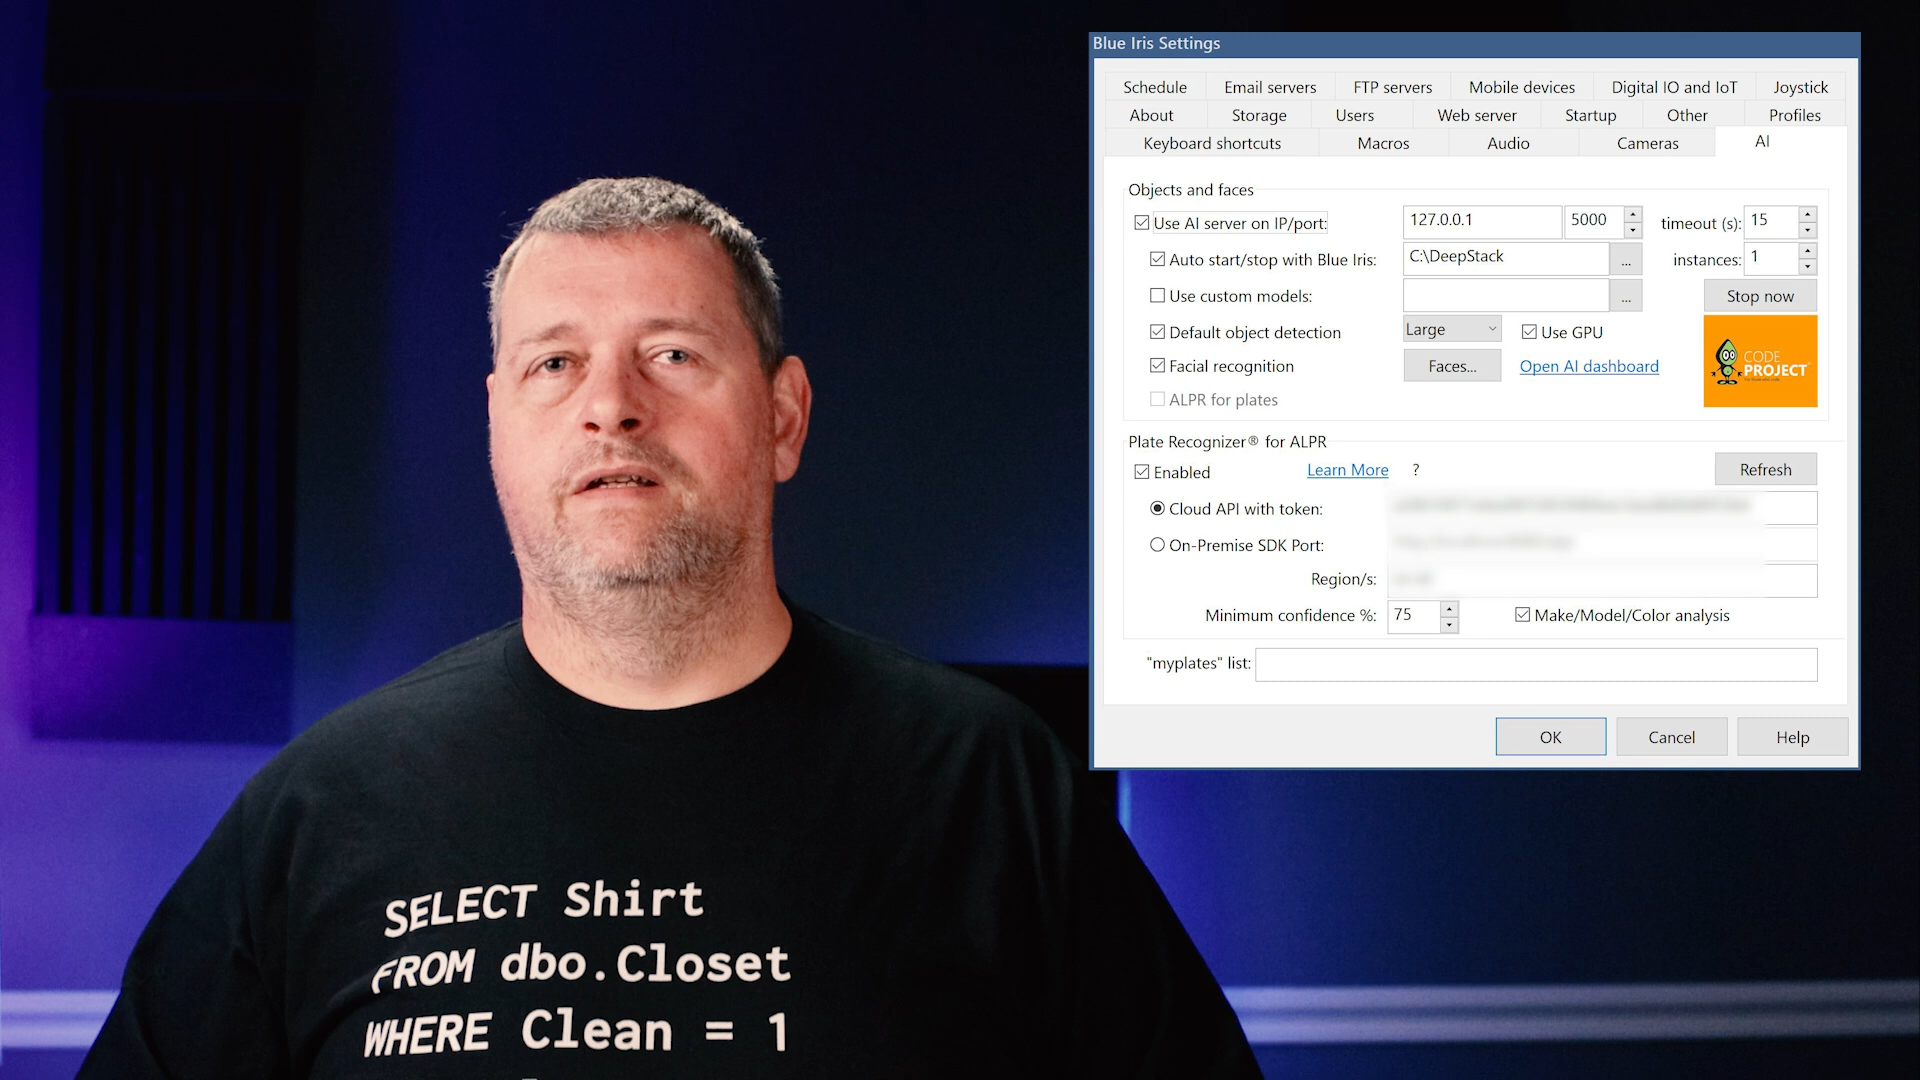 Blue Iris Settings
Schedule Email servers FTP servers Mobile devices Digital IO and IoT Joystick
About Storage Users Web server Startup Other Profiles
Keyboard shortcuts Macros Audio Cameras AI
Objects and faces
Use AI server on IP/port: 127.0.0.1 5000 timeout (s): 15
Auto start/stop with Blue Iris: C:\DeepStack ... instances: 1
Use custom models: ... Stop now
Default object detection Large Use GPU
Facial recognition Faces... Open AI dashboard
CODE
PROJECT
ALPR for plates
Plate Recognizer® for ALPR
Enabled Learn More ? Refresh
Cloud API with token:
On-Premise SDK Port:
Region/s:
Minimum confidence %: 75 Make/Model/Color analysis
"myplates" list:
OK Cancel Help
SELECT Shirt
FROM dbo.Closet
WHERE Clean = 1